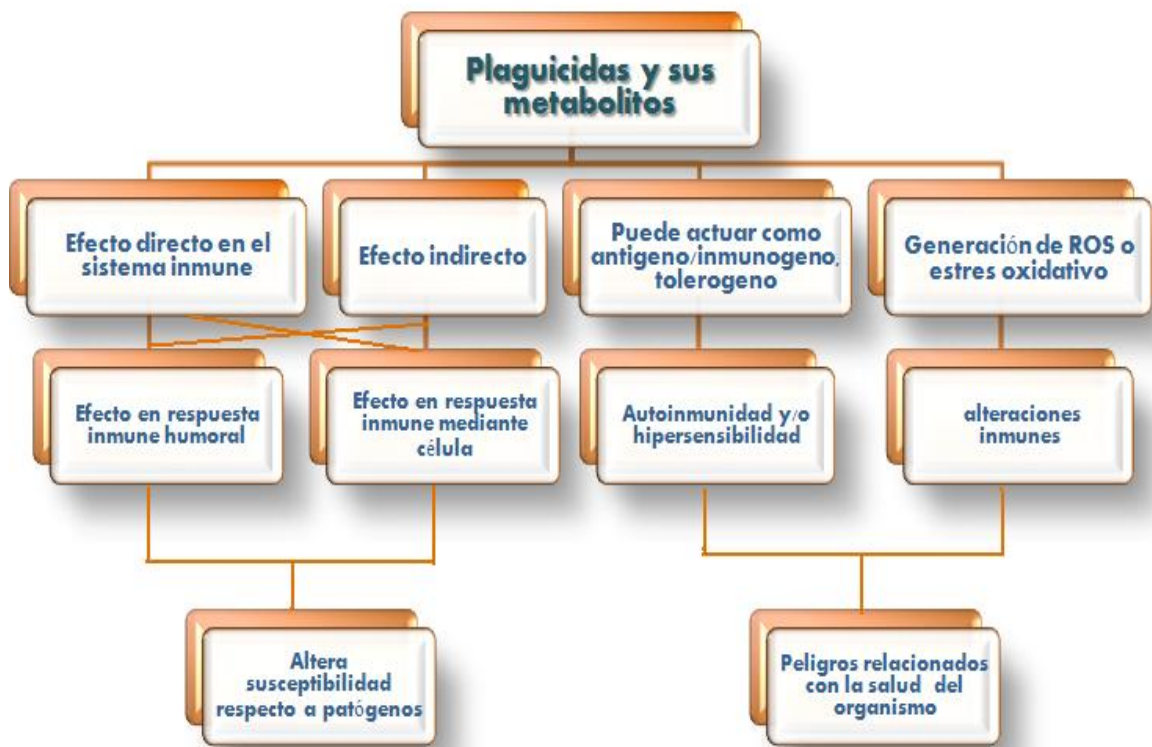 Plaguicidas y sus
metabolitos
Efecto directo en el
sistema inmune
Efecto indirecto
Puede actuar como
antigeno/inmunogeno,
tolerogeno
Generación de ROS o
estres oxidativo
Efecto en respuesta
inmune humoral
Efecto en respuesta
inmune mediante
célula
Autoinmunidad y/o
hipersensibilidad
alteraciones
inmunes
Altera
susceptibilidad
respecto a patógenos
Peligros relacionados
con la salud del
organismo